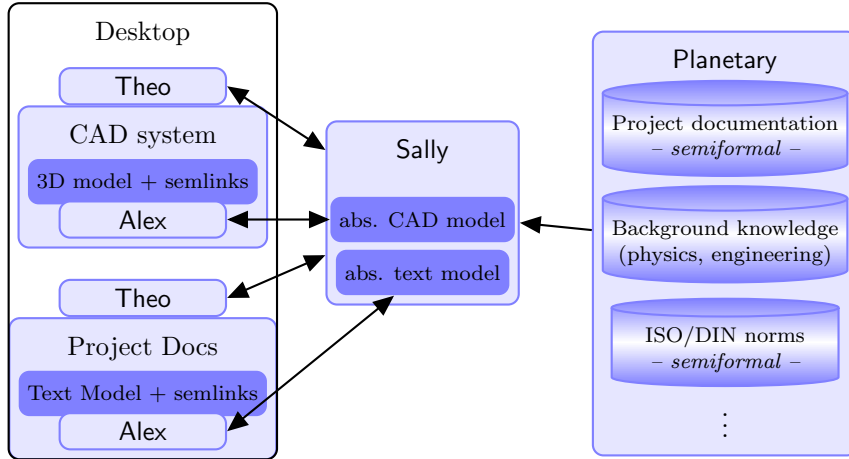 Desktop
Theo
CAD system
3D model + semlinks
Alex
Theo
Project Docs
Text Model + semlinks
Alex
Sally
abs. CAD model
abs. text model
Planetary
Project documentation
– semiformal –
Background knowledge
(physics, engineering)
ISO/DIN norms
– semiformal –
⋮